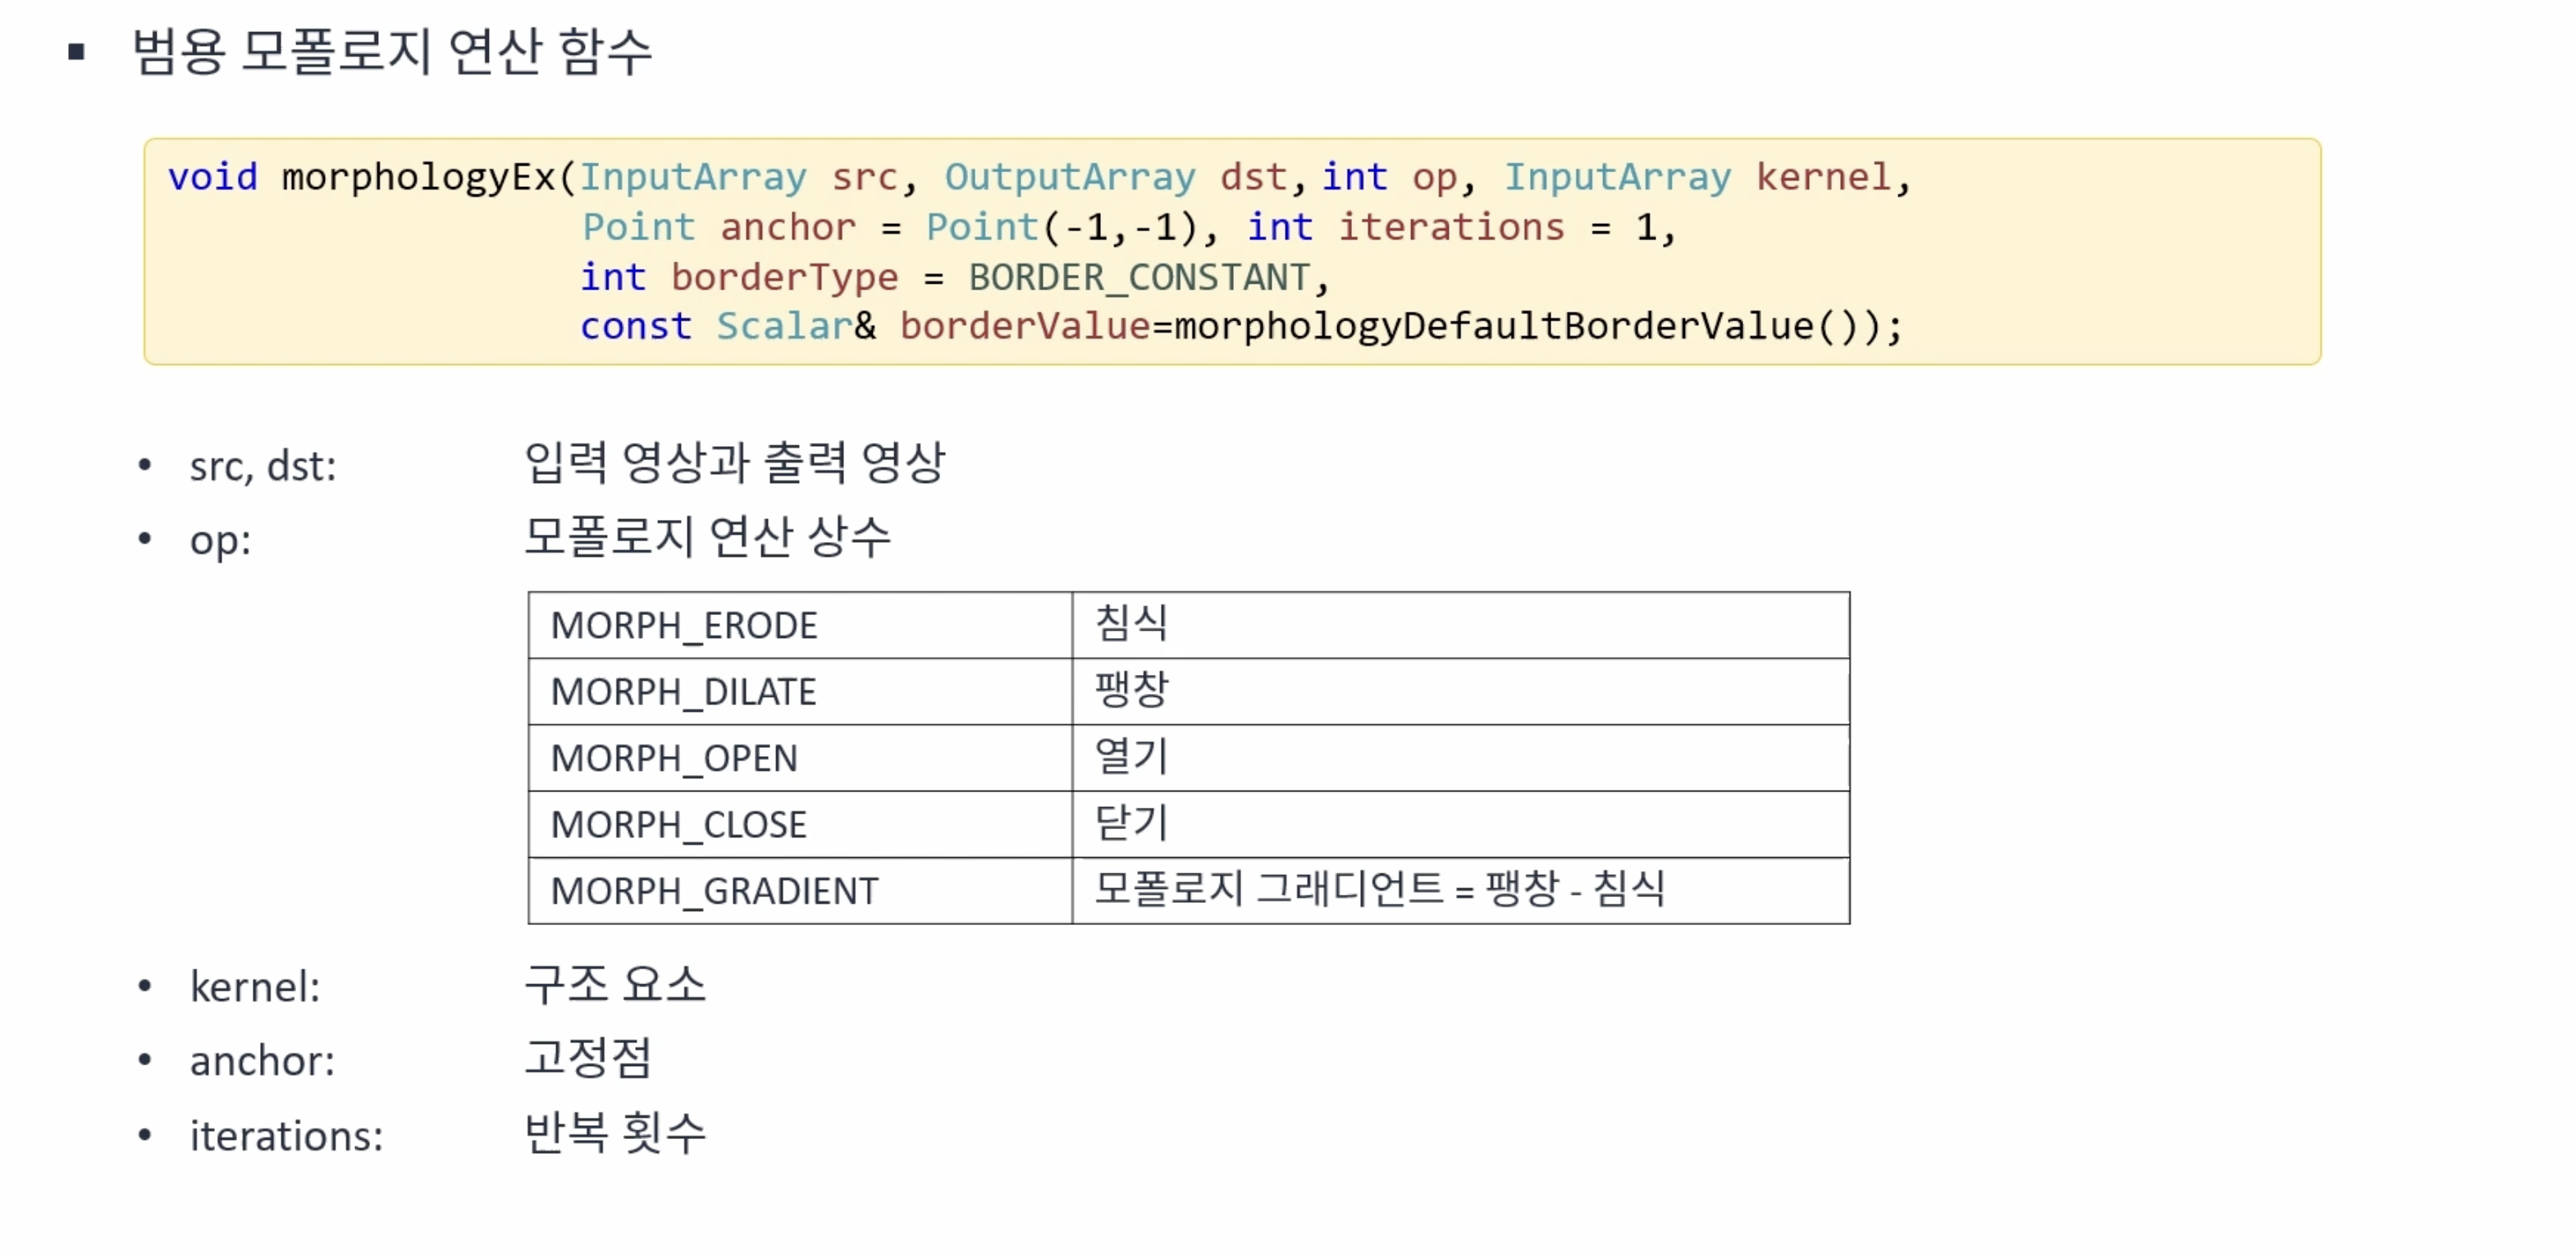 ▪ 범용 모폴로지 연산 함수
void morphologyEx(InputArray src, OutputArray dst, int op, InputArray kernel,
Point anchor = Point(-1,-1), int iterations = 1,
int borderType = BORDER_CONSTANT,
const Scalar& borderValue=morphologyDefaultBorderValue());
• src, dst: 입력 영상과 출력 영상
• op: 모폴로지 연산 상수
MORPH_ERODE 침식
MORPH_DILATE 팽창
MORPH_OPEN 열기
MORPH_CLOSE 닫기
MORPH_GRADIENT 모폴로지 그래디언트 = 팽창 - 침식
• kernel: 구조 요소
• anchor: 고정점
• iterations: 반복 횟수